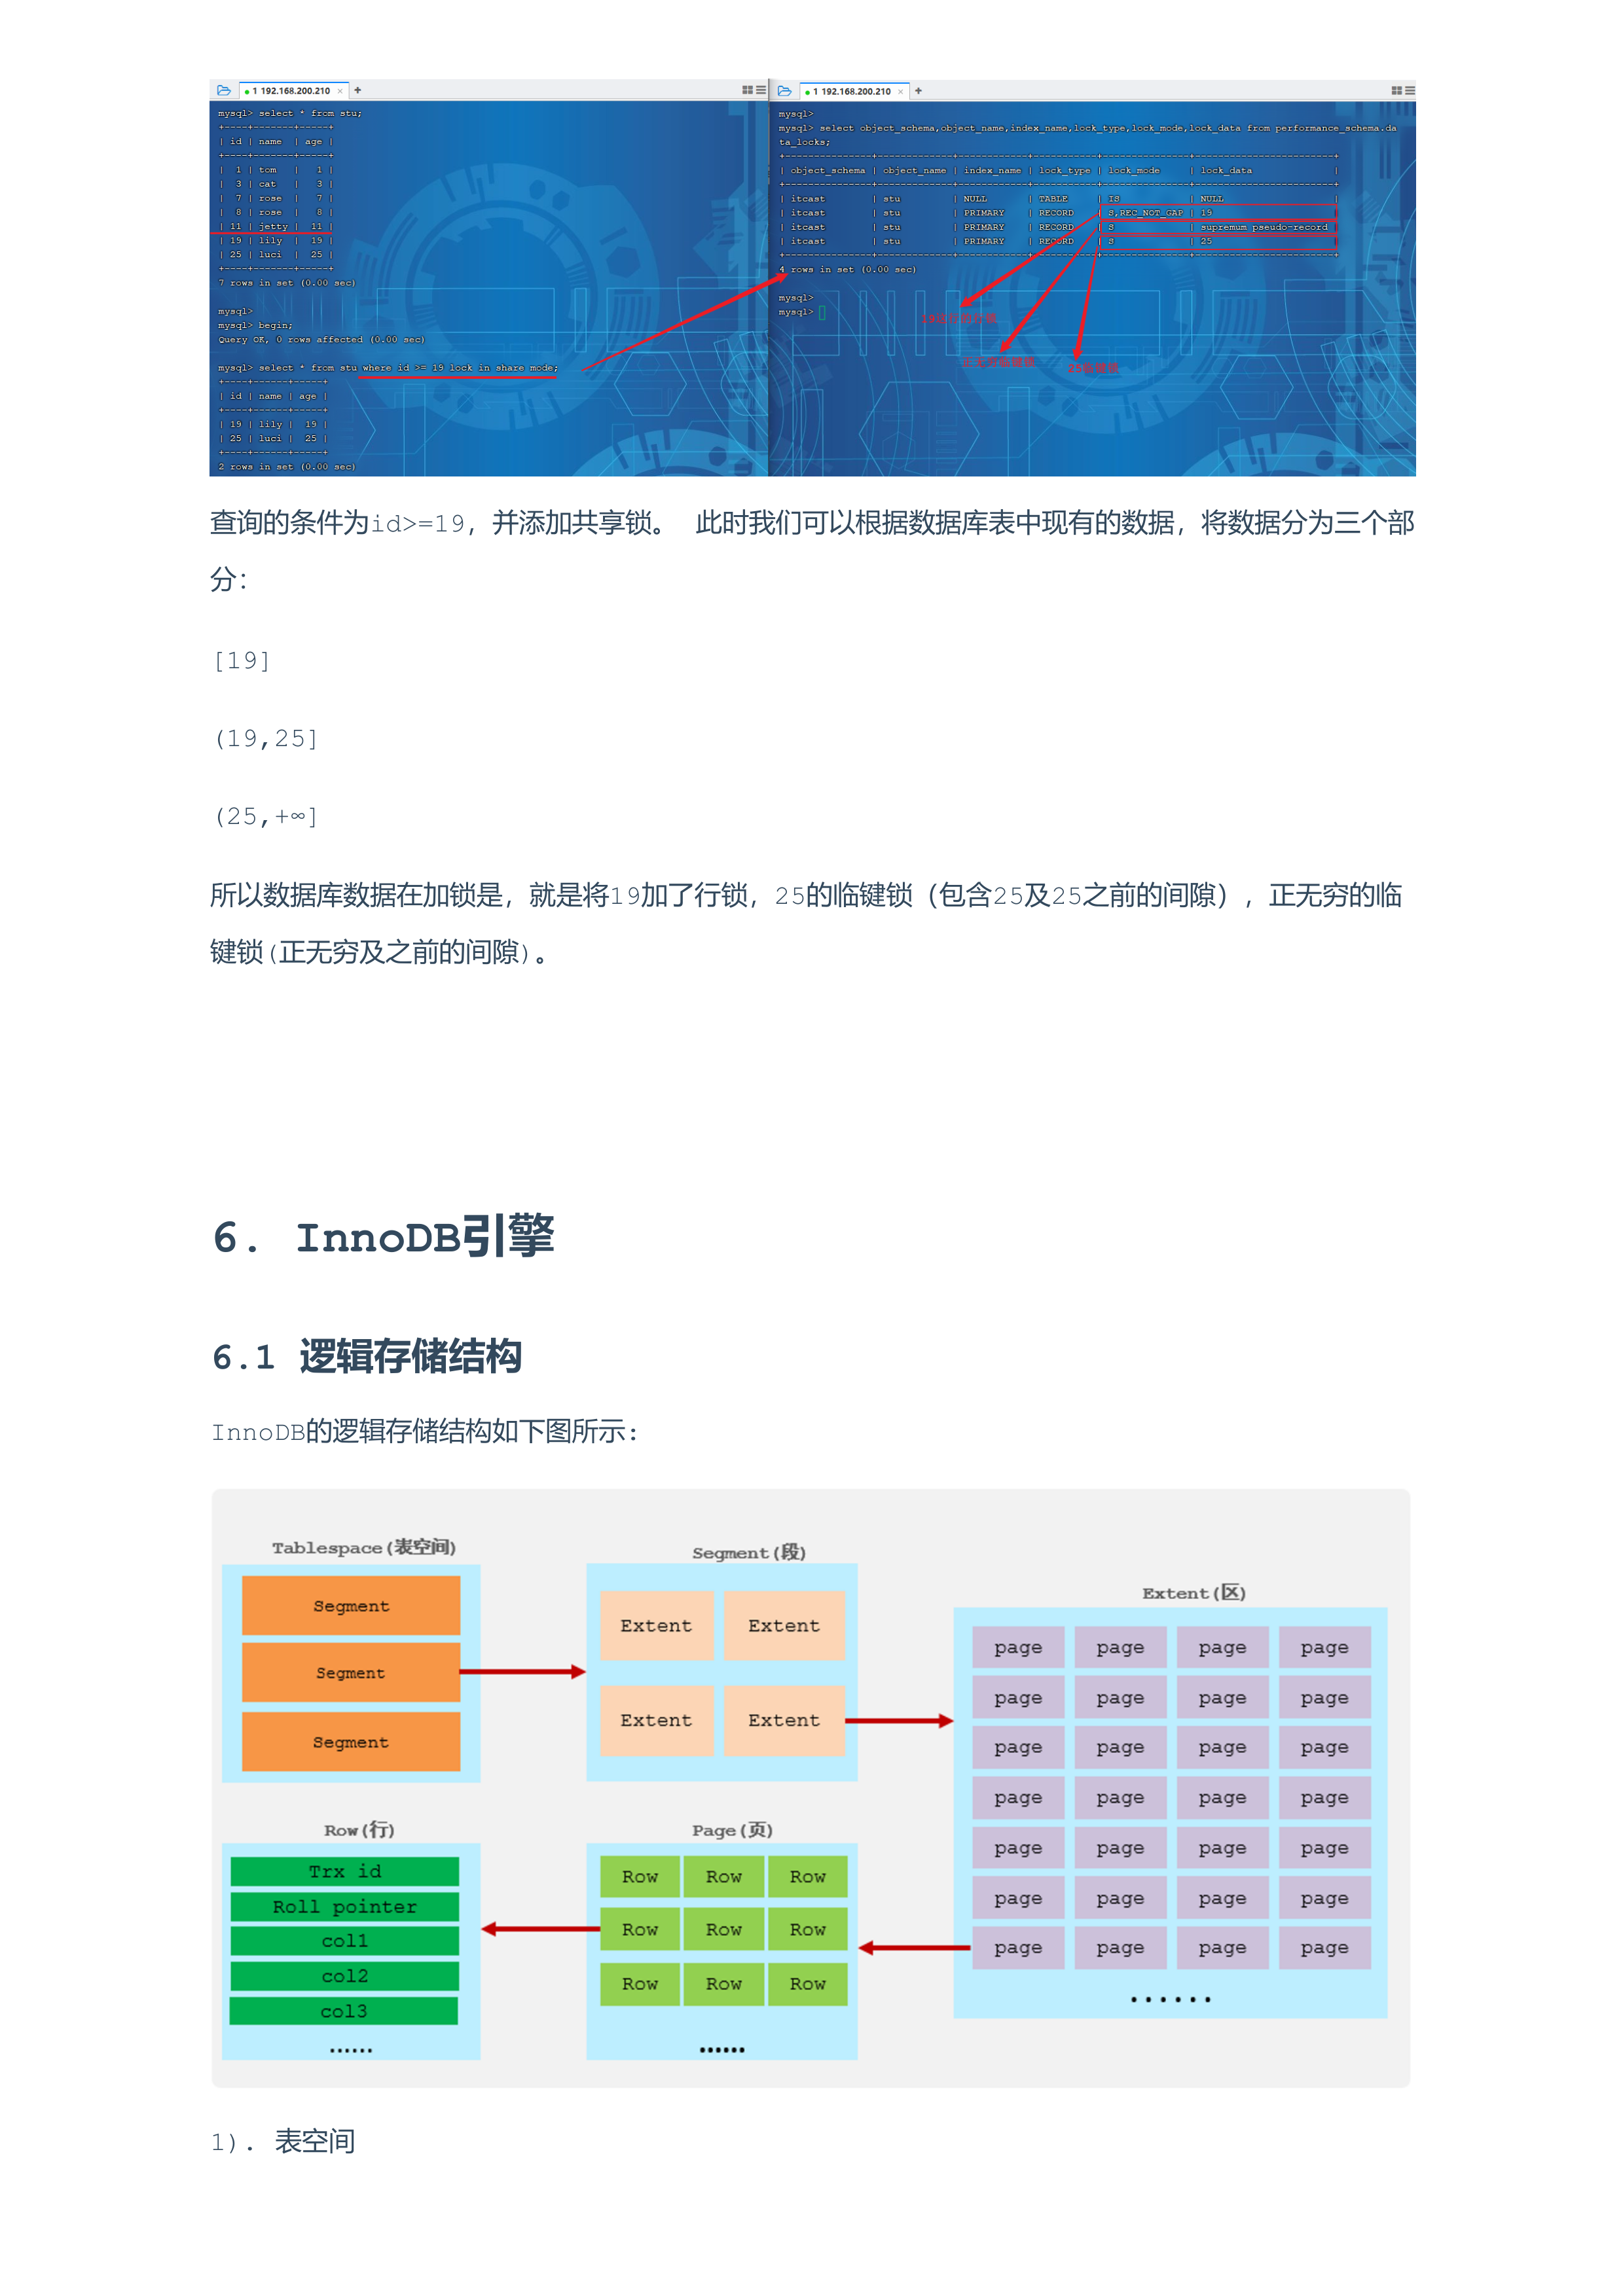 1 192.168.200.210 × +
mysql> select * from stu;
+----+-------+-----+
| id | name  | age |
+----+-------+-----+
|  1 | tom   |   1 |
|  3 | cat   |   3 |
|  7 | rose  |   7 |
|  8 | rose  |   8 |
| 11 | jetty |  11 |
| 19 | lily  |  19 |
| 25 | luci  |  25 |
+----+-------+-----+
7 rows in set (0.00 sec)
mysql>
mysql> begin;
Query OK, 0 rows affected (0.00 sec)
mysql> select * from stu where id >= 19 lock in share mode;
+----+------+-----+
| id | name | age |
+----+------+-----+
| 19 | lily |  19 |
| 25 | luci |  25 |
+----+------+-----+
2 rows in set (0.00 sec)
1 192.168.200.210 × +
mysql>
mysql> select object_schema,object_name,index_name,lock_type,lock_mode,lock_data from performance_schema.da
ta_locks;
+---------------+-------------+------------+-----------+---------------+------------------------+
| object_schema | object_name | index_name | lock_type | lock_mode     | lock_data              |
+---------------+-------------+------------+-----------+---------------+------------------------+
| itcast        | stu         | NULL       | TABLE     | IS            | NULL                   |
| itcast        | stu         | PRIMARY    | RECORD    | S,REC_NOT_GAP | 19                     |
| itcast        | stu         | PRIMARY    | RECORD    | S             | supremum pseudo-record |
| itcast        | stu         | PRIMARY    | RECORD    | S             | 25                     |
+---------------+-------------+------------+-----------+---------------+------------------------+
4 rows in set (0.00 sec)
mysql>
mysql>
正无穷临键锁
25临键锁
查询的条件为id>=19，并添加共享锁。 此时我们可以根据数据库表中现有的数据，将数据分为三个部
分：
[19]
(19,25]
(25,+∞]
所以数据库数据在加锁是，就是将19加了行锁，25的临键锁（包含25及25之前的间隙），正无穷的临
键锁(正无穷及之前的间隙)。
6. InnoDB引擎
6.1 逻辑存储结构
InnoDB的逻辑存储结构如下图所示:
Tablespace(表空间)
Segment
Segment
Segment
Segment(段)
Extent Extent
Extent Extent
Extent(区)
page page page page
page page page page
page page page page
page page page page
page page page page
page page page page
page page page page
......
Row(行)
Trx id
Roll pointer
col1
col2
col3
......
Page(页)
Row Row Row
Row Row Row
Row Row Row
......
1). 表空间